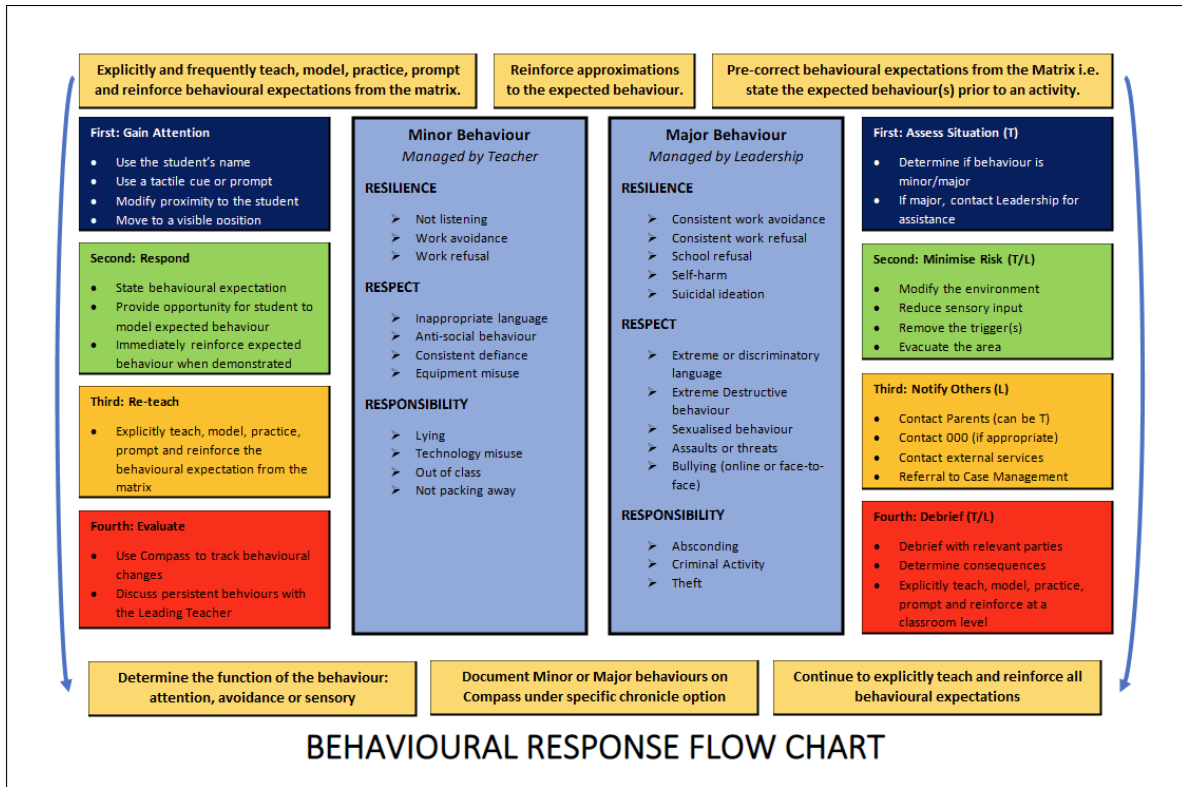 Explicitly and frequently teach, model, practice, prompt
and reinforce behavioural expectations from the matrix.
Reinforce approximations
to the expected behaviour.
Pre-correct behavioural expectations from the Matrix i.e.
state the expected behaviour(s) prior to an activity.
First: Gain Attention
• Use the student's name
• Use a tactile cue or prompt
• Modify proximity to the student
• Move to a visible position
Second: Respond
• State behavioural expectation
• Provide opportunity for student to
model expected behaviour
• Immediately reinforce expected
behaviour when demonstrated
Third: Re-teach
• Explicitly teach, model, practice,
prompt and reinforce the
behavioural expectation from the
matrix
Fourth: Evaluate
• Use Compass to track behavioural
changes
• Discuss persistent behviours with
the Leading Teacher
Minor Behaviour
Managed by Teacher
RESILIENCE
➢ Not listening
➢ Work avoidance
➢ Work refusal
RESPECT
➢ Inappropriate language
➢ Anti-social behaviour
➢ Consistent defiance
➢ Equipment misuse
RESPONSIBILITY
➢ Lying
➢ Technology misuse
➢ Out of class
➢ Not packing away
Major Behaviour
Managed by Leadership
RESILIENCE
➢ Consistent work avoidance
➢ Consistent work refusal
➢ School refusal
➢ Self-harm
➢ Suicidal ideation
RESPECT
➢ Extreme or discriminatory
language
➢ Extreme Destructive
behaviour
➢ Sexualised behaviour
➢ Assaults or threats
➢ Bullying (online or face-to-
face)
RESPONSIBILITY
➢ Absconding
➢ Criminal Activity
➢ Theft
First: Assess Situation (T)
• Determine if behaviour is
minor/major
• If major, contact Leadership for
assistance
Second: Minimise Risk (T/L)
• Modify the environment
• Reduce sensory input
• Remove the trigger(s)
• Evacuate the area
Third: Notify Others (L)
• Contact Parents (can be T)
• Contact 000 (if appropriate)
• Contact external services
• Referral to Case Management
Fourth: Debrief (T/L)
• Debrief with relevant parties
• Determine consequences
• Explicitly teach, model, practice,
prompt and reinforce at a
classroom level
Determine the function of the behaviour:
attention, avoidance or sensory
Document Minor or Major behaviours on
Compass under specific chronicle option
Continue to explicitly teach and reinforce all
behavioural expectations
BEHAVIOURAL RESPONSE FLOW CHART